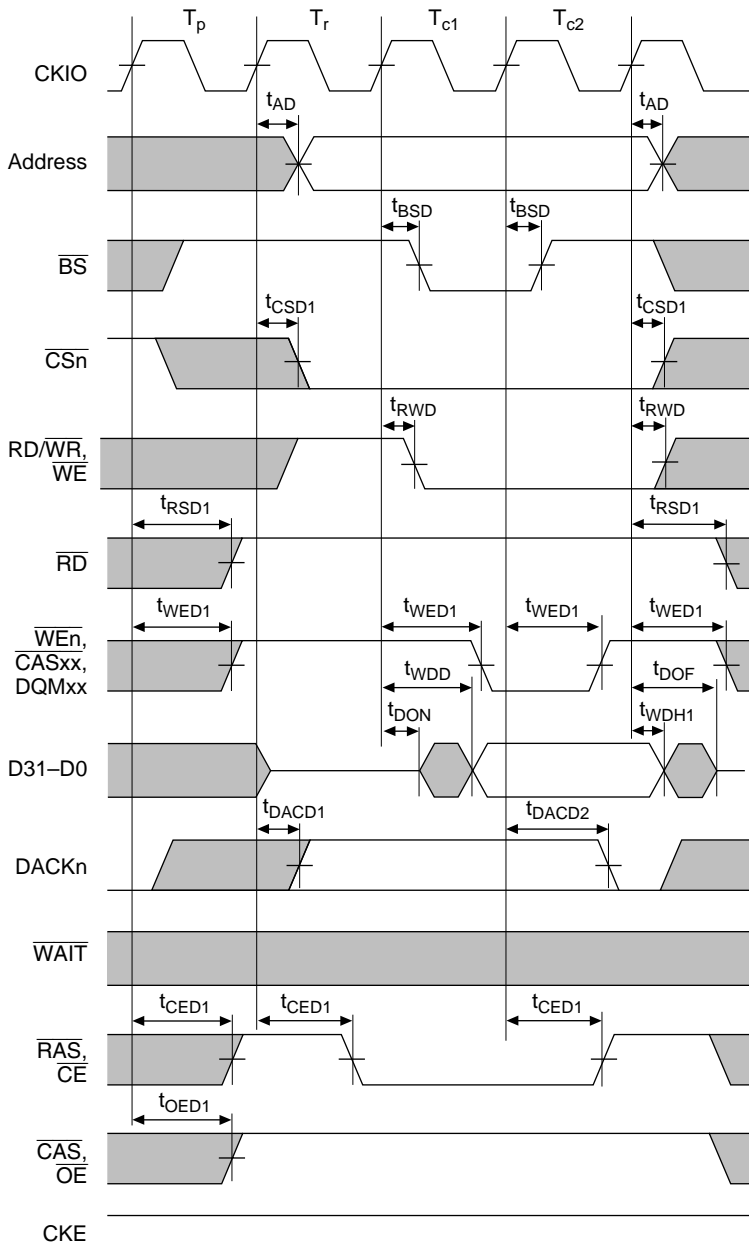 Tp Tr Tc1 Tc2
CKIO
tAD tAD
Address
tBSD tBSD
BS
tCSD1 tCSD1
CSn
tRWD tRWD
RD/WR,
WE
tRSD1 tRSD1
RD
tWED1 tWED1 tWED1 tWED1
WEn,
CASxx,
DQMxx
tWDD tDOF
tDON tWDH1
D31–D0
tDACD1 tDACD2
DACKn
WAIT
tCED1 tCED1 tCED1
RAS,
CE
tOED1
CAS,
OE
CKE